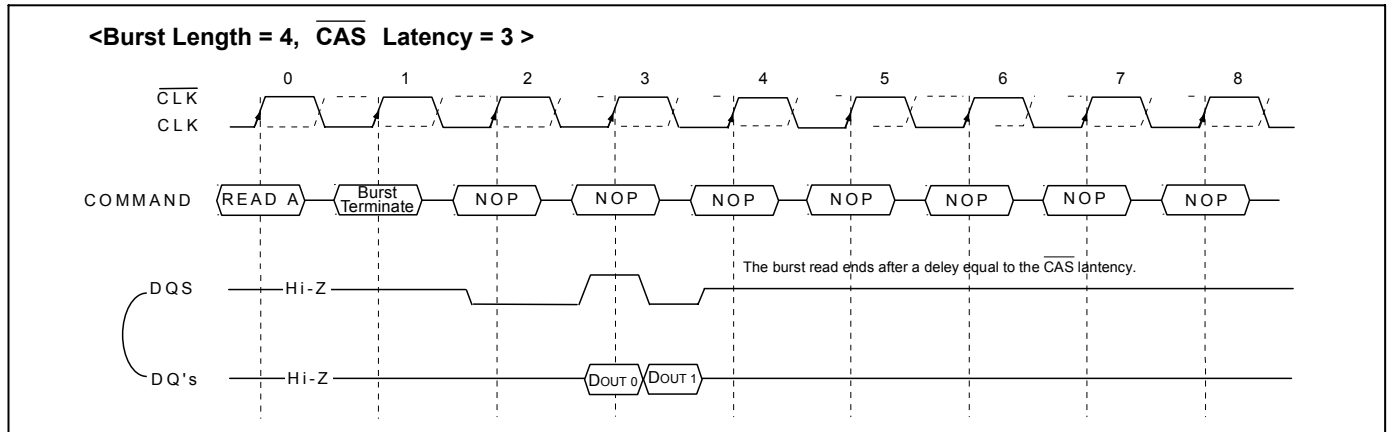 <Burst Length = 4, CAS Latency = 3 >
0 1 2 3 4 5 6 7 8
CLK
CLK
COMMAND READ A Burst Terminate NOP NOP NOP NOP NOP NOP NOP
The burst read ends after a deley equal to the CAS lantency.
DQS Hi-Z
DQ's Hi-Z DOUT 0 DOUT 1